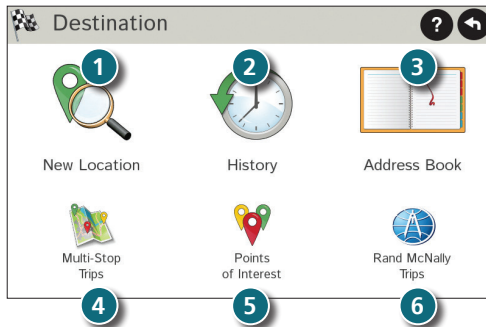 Destination
?
1 2 3
New Location History Address Book
Multi-Stop Points Rand McNally
Trips of Interest Trips
4 5 6